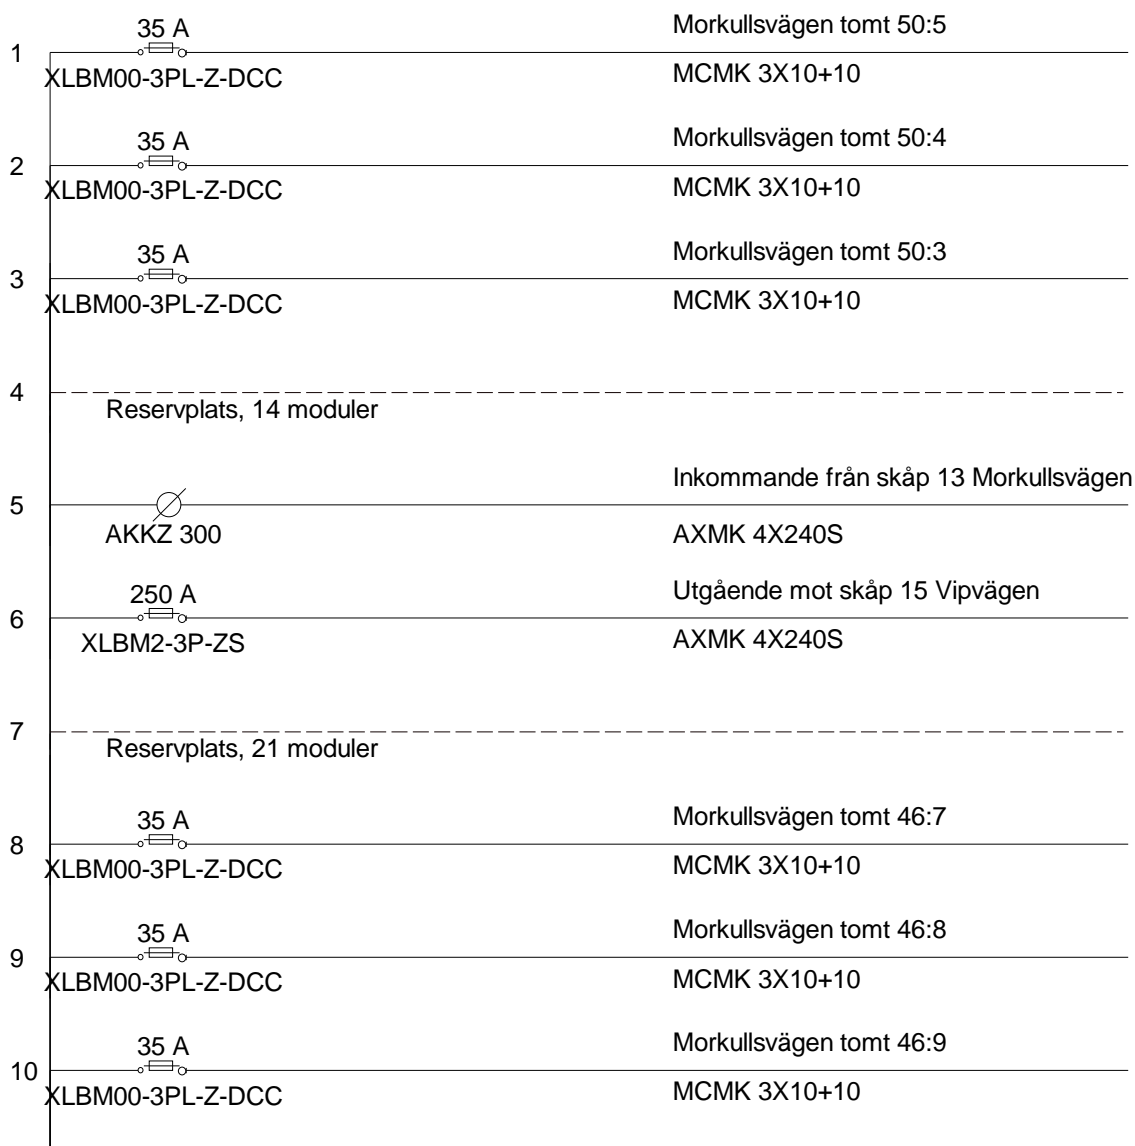 35 A
Morkullsvägen tomt 50:5
1
XLBM00-3PL-Z-DCC
MCMK 3X10+10
35 A
Morkullsvägen tomt 50:4
2
XLBM00-3PL-Z-DCC
MCMK 3X10+10
35 A
Morkullsvägen tomt 50:3
3
XLBM00-3PL-Z-DCC
MCMK 3X10+10
4
Reservplats, 14 moduler
Inkommande från skåp 13 Morkullsvägen
5
AKKZ 300
AXMK 4X240S
250 A
Utgående mot skåp 15 Vipvägen
6
XLBM2-3P-ZS
AXMK 4X240S
7
Reservplats, 21 moduler
35 A
Morkullsvägen tomt 46:7
8
XLBM00-3PL-Z-DCC
MCMK 3X10+10
35 A
Morkullsvägen tomt 46:8
9
XLBM00-3PL-Z-DCC
MCMK 3X10+10
35 A
Morkullsvägen tomt 46:9
10
XLBM00-3PL-Z-DCC
MCMK 3X10+10